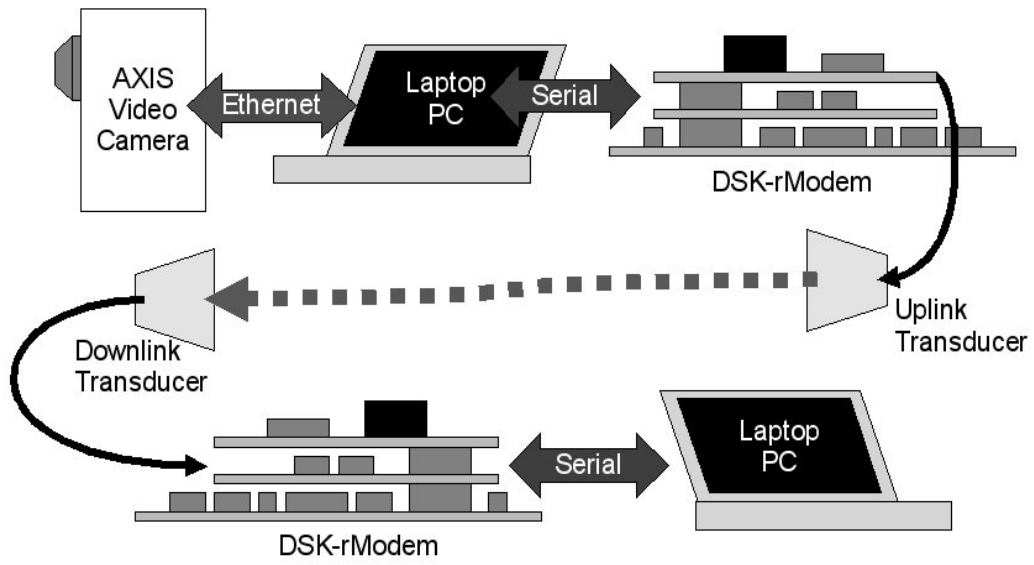 AXIS
Video
Camera
Ethernet
Laptop
PC
Serial
DSK-rModem
Uplink
Transducer
Downlink
Transducer
Serial
Laptop
PC
DSK-rModem